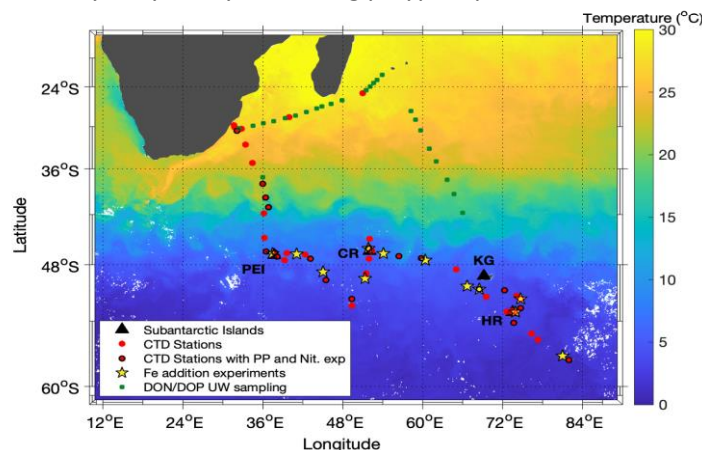 Temperature (°C)
30
25
20
15
10
5
0
24°S
36°S
48°S
60°S
Latitude
CR
KG
PEI
HR
Subantarctic Islands
CTD Stations
CTD Stations with PP and Nit. exp
Fe addition experiments
DON/DOP UW sampling
12°E 24°E 36°E 48°E 60°E 72°E 84°E
Longitude